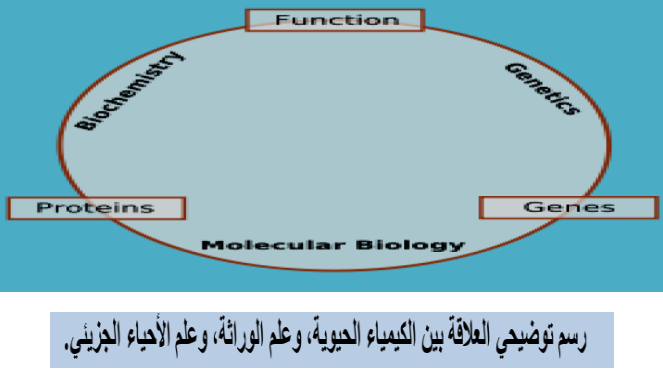 Function
Biochemistry
Genetics
Proteins
Genes
Molecular Biology
رسم توضيحي العلاقة بين الكيمياء الحيوية، وعلم الوراثة، وعلم الأحياء الجزيئي.